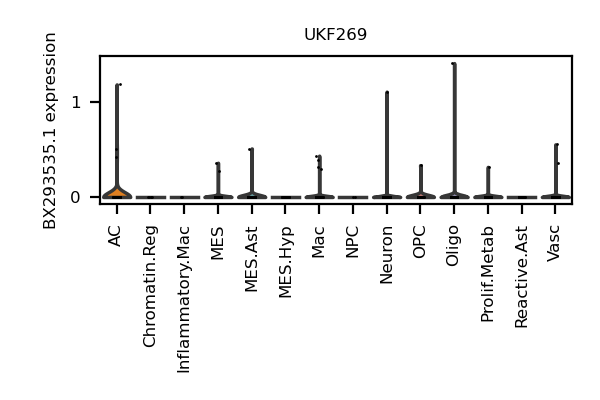 UKF269
BX293535.1 expression
1
0
AC
Chromatin.Reg
Inflammatory.Mac
MES
MES.Ast
MES.Hyp
Mac
NPC
Neuron
OPC
Oligo
Prolif.Metab
Reactive.Ast
Vasc